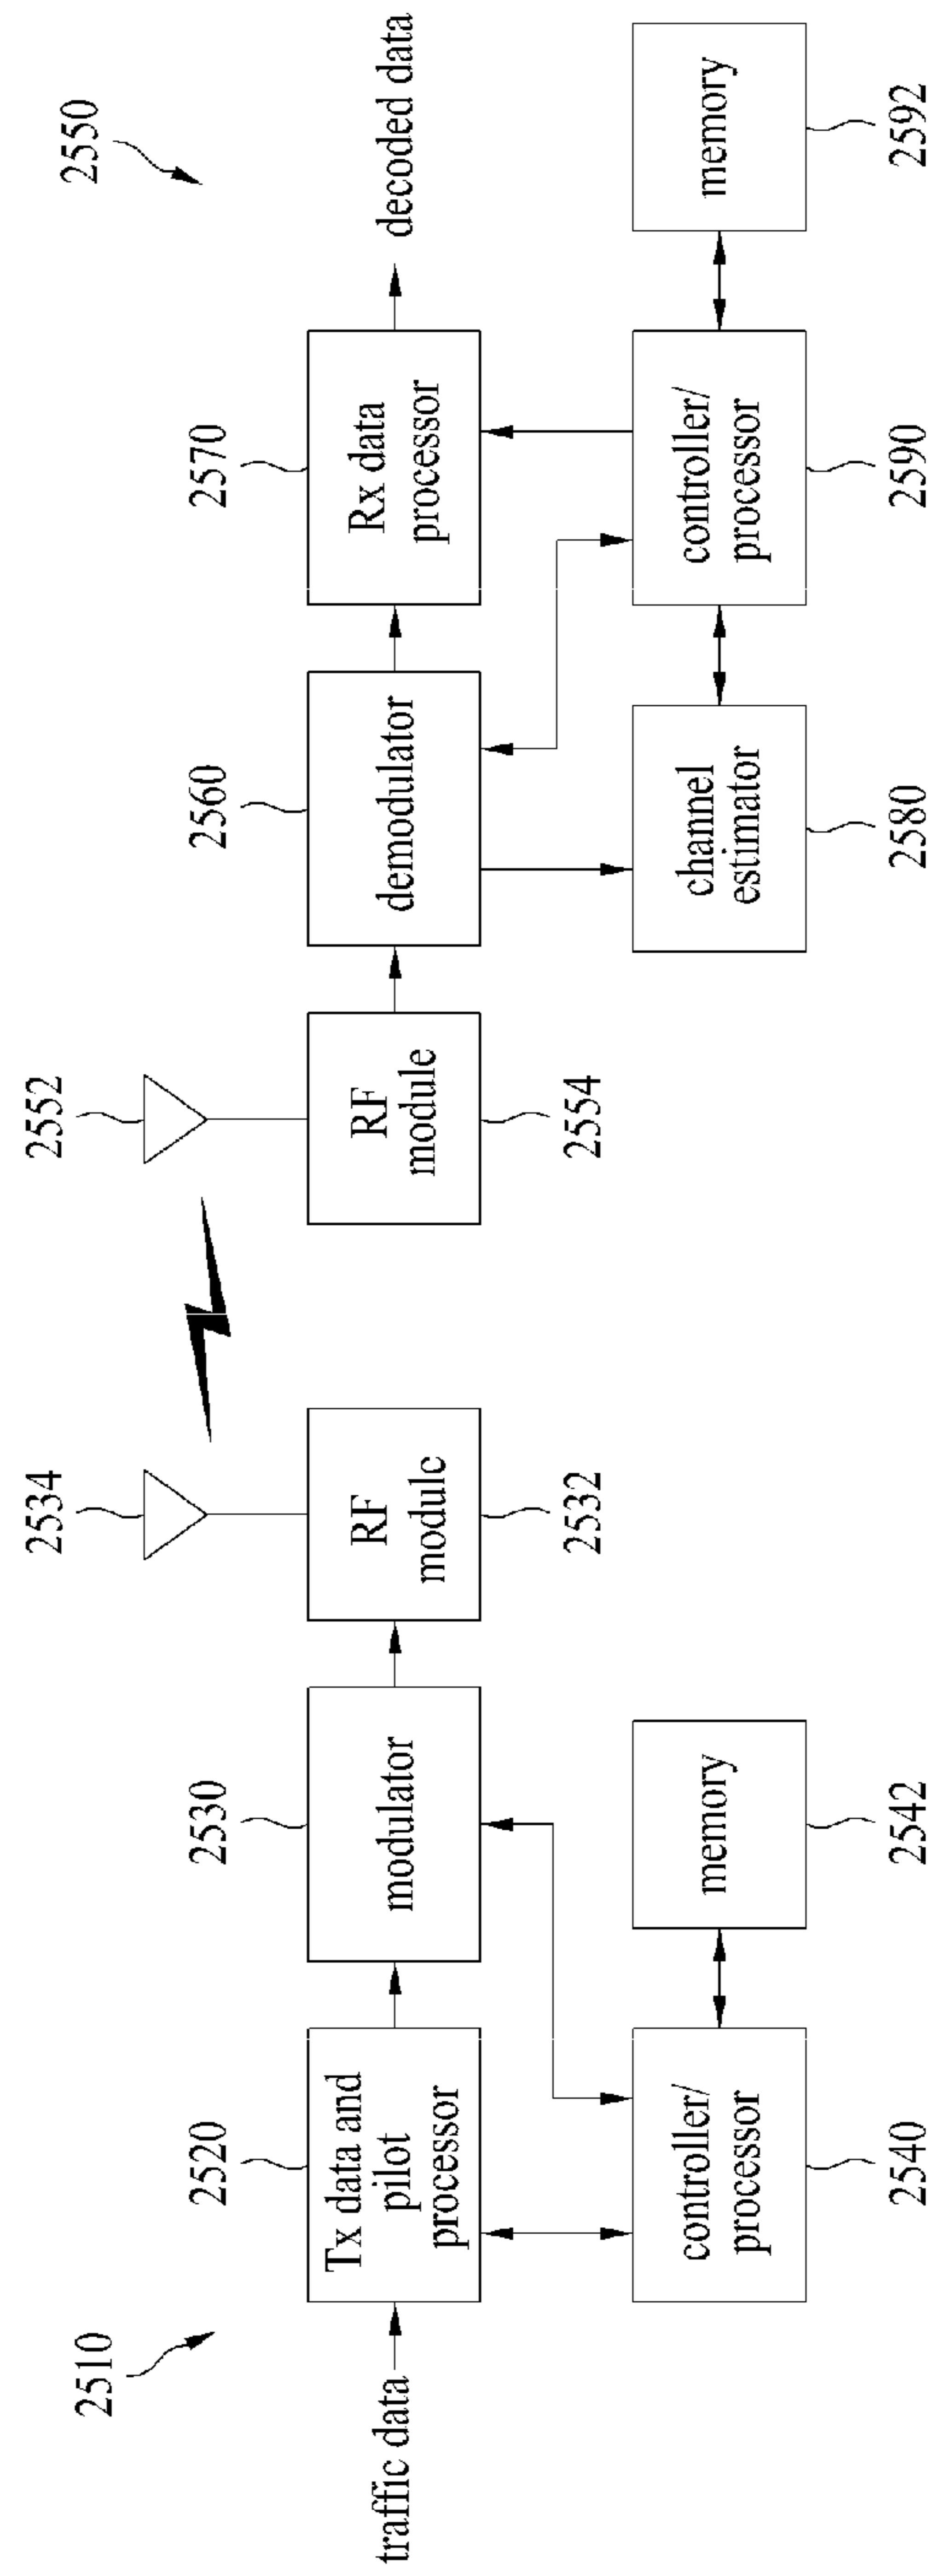 2510
traffic data
2520
Tx data and
pilot
processor
2530
modulator
2534
RF
module
2532
controller/
processor
2540
memory
2542
2550
2552
RF
module
2554
2560
demodulator
2570
Rx data
processor
decoded data
channel
estimator
2580
controller/
processor
2590
memory
2592